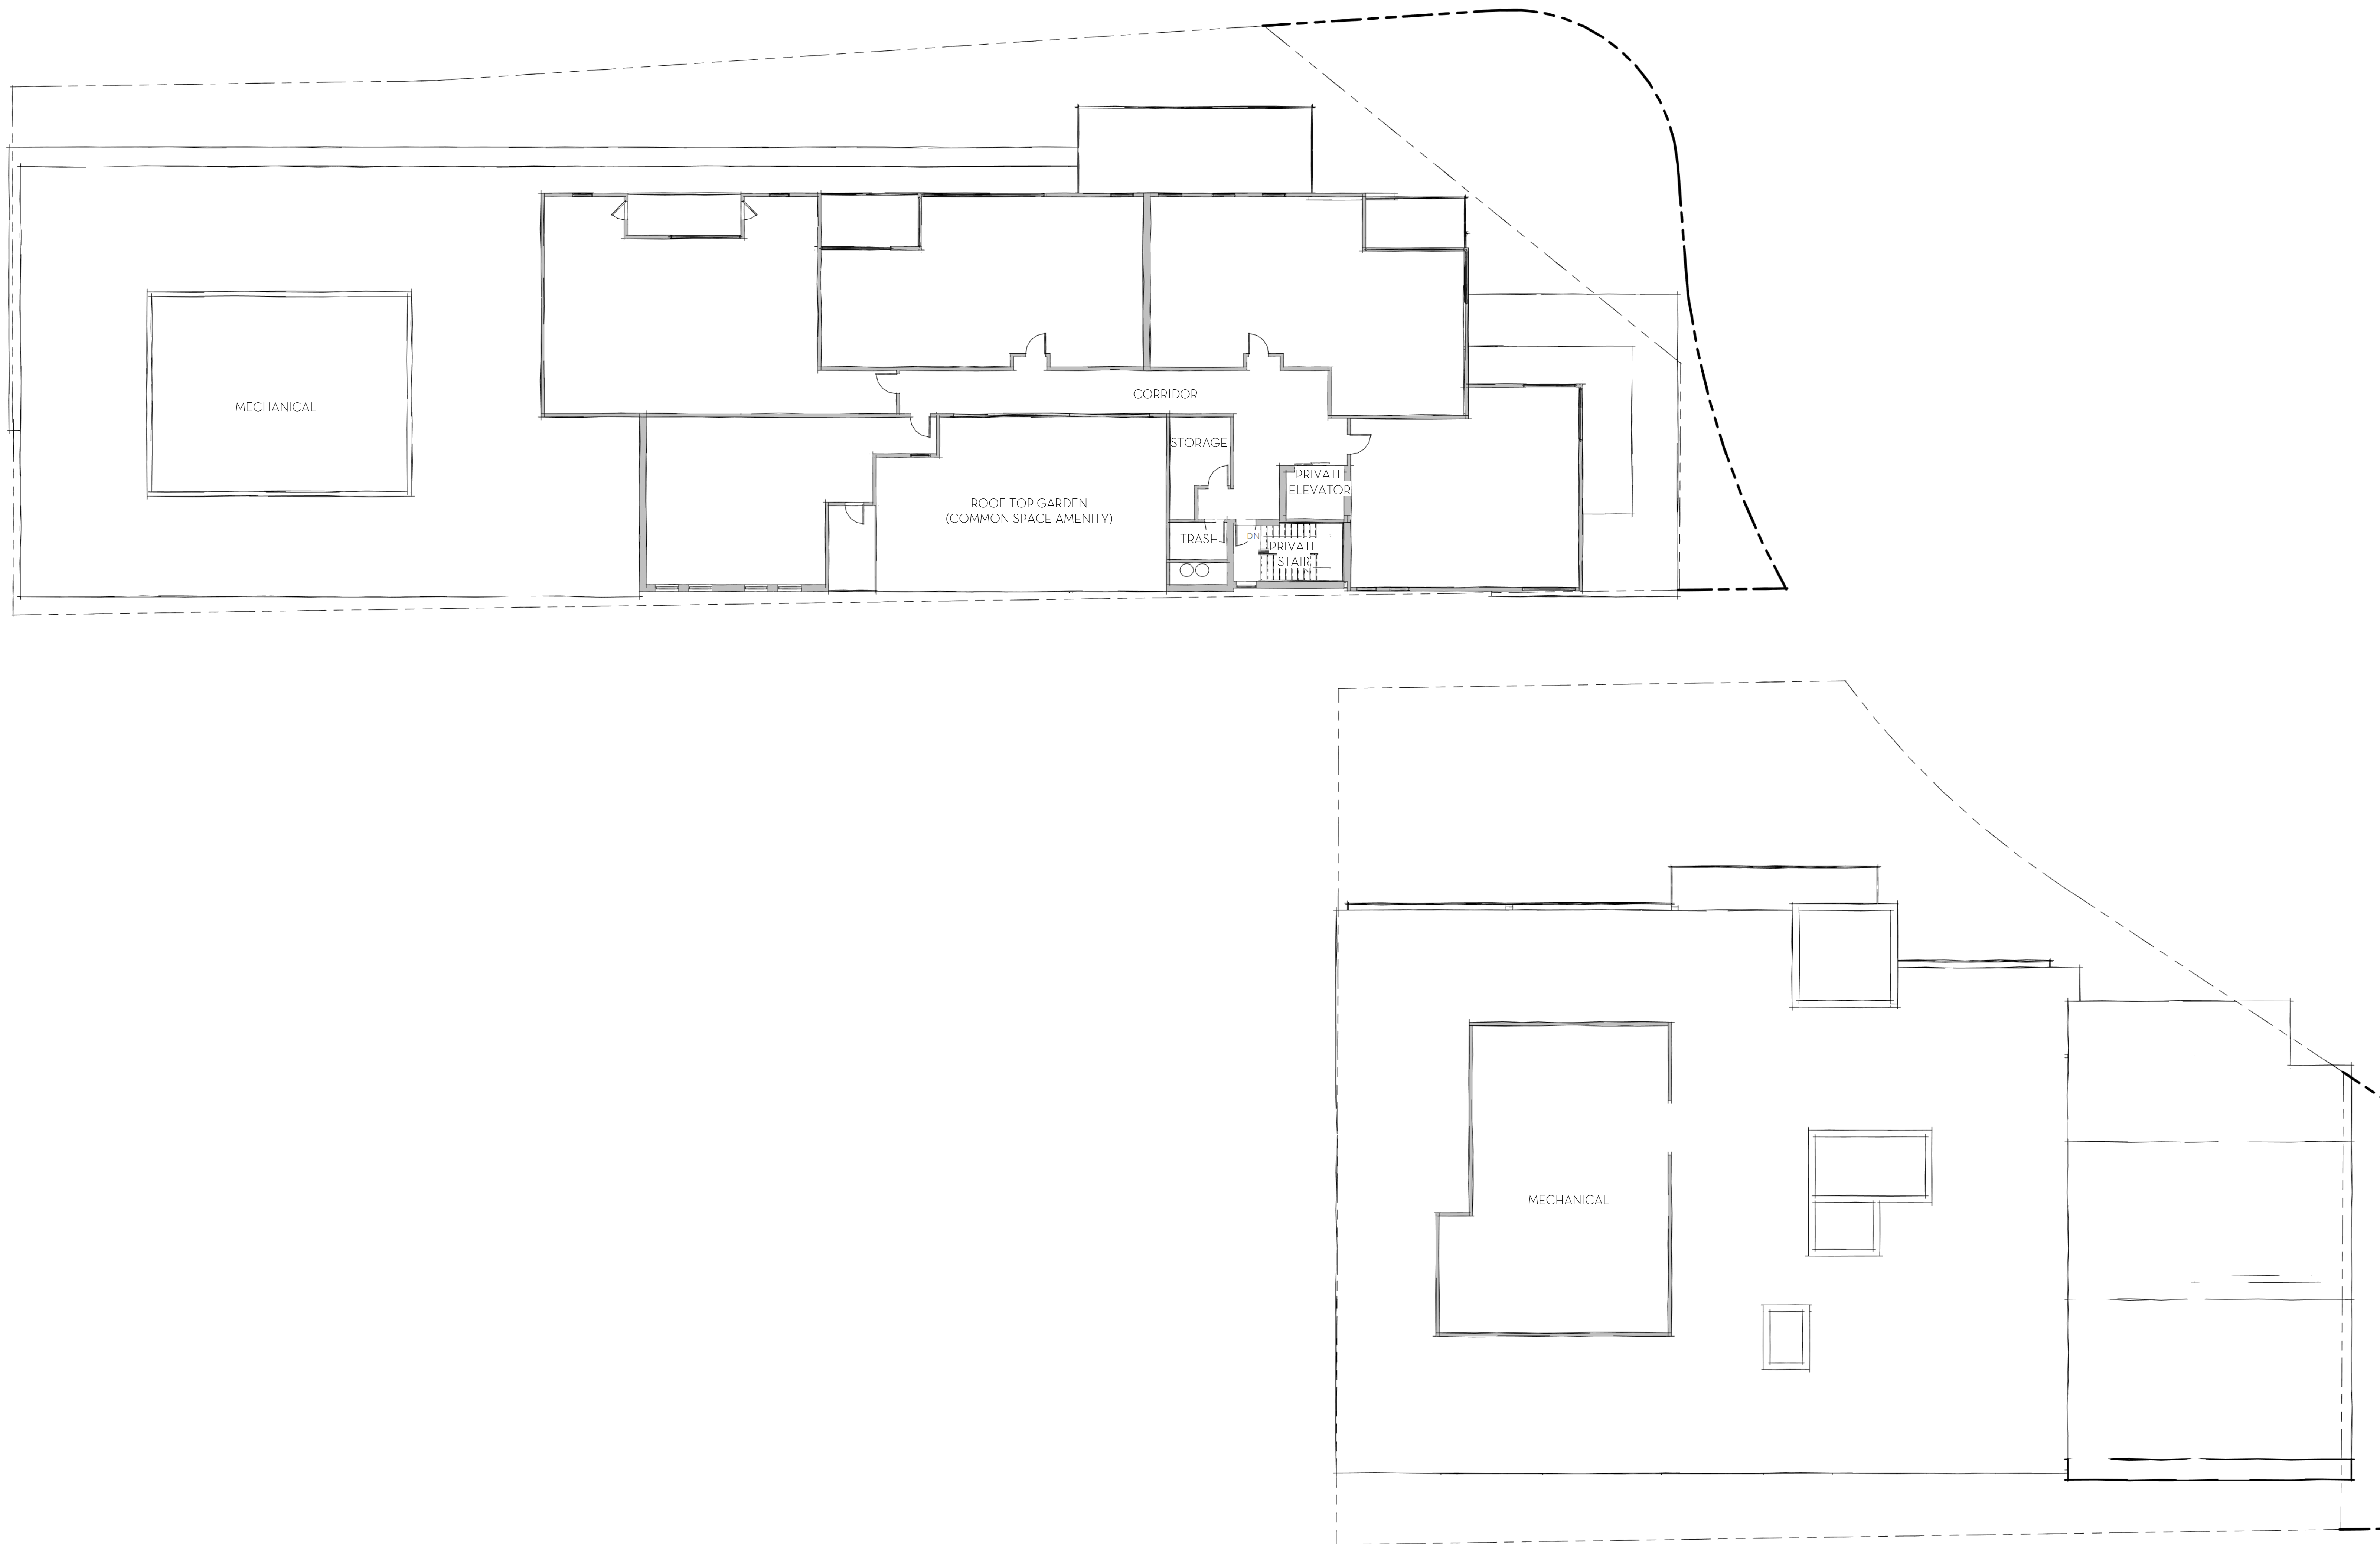 MECHANICAL
CORRIDOR
STORAGE
PRIVATE
ELEVATOR
ROOF TOP GARDEN
(COMMON SPACE AMENITY)
TRASH
DN
PRIVATE
STAIR
MECHANICAL